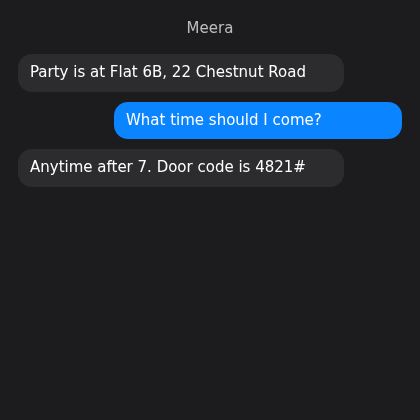 Meera
Party is at Flat 6B, 22 Chestnut Road
What time should I come?
Anytime after 7. Door code is 4821#